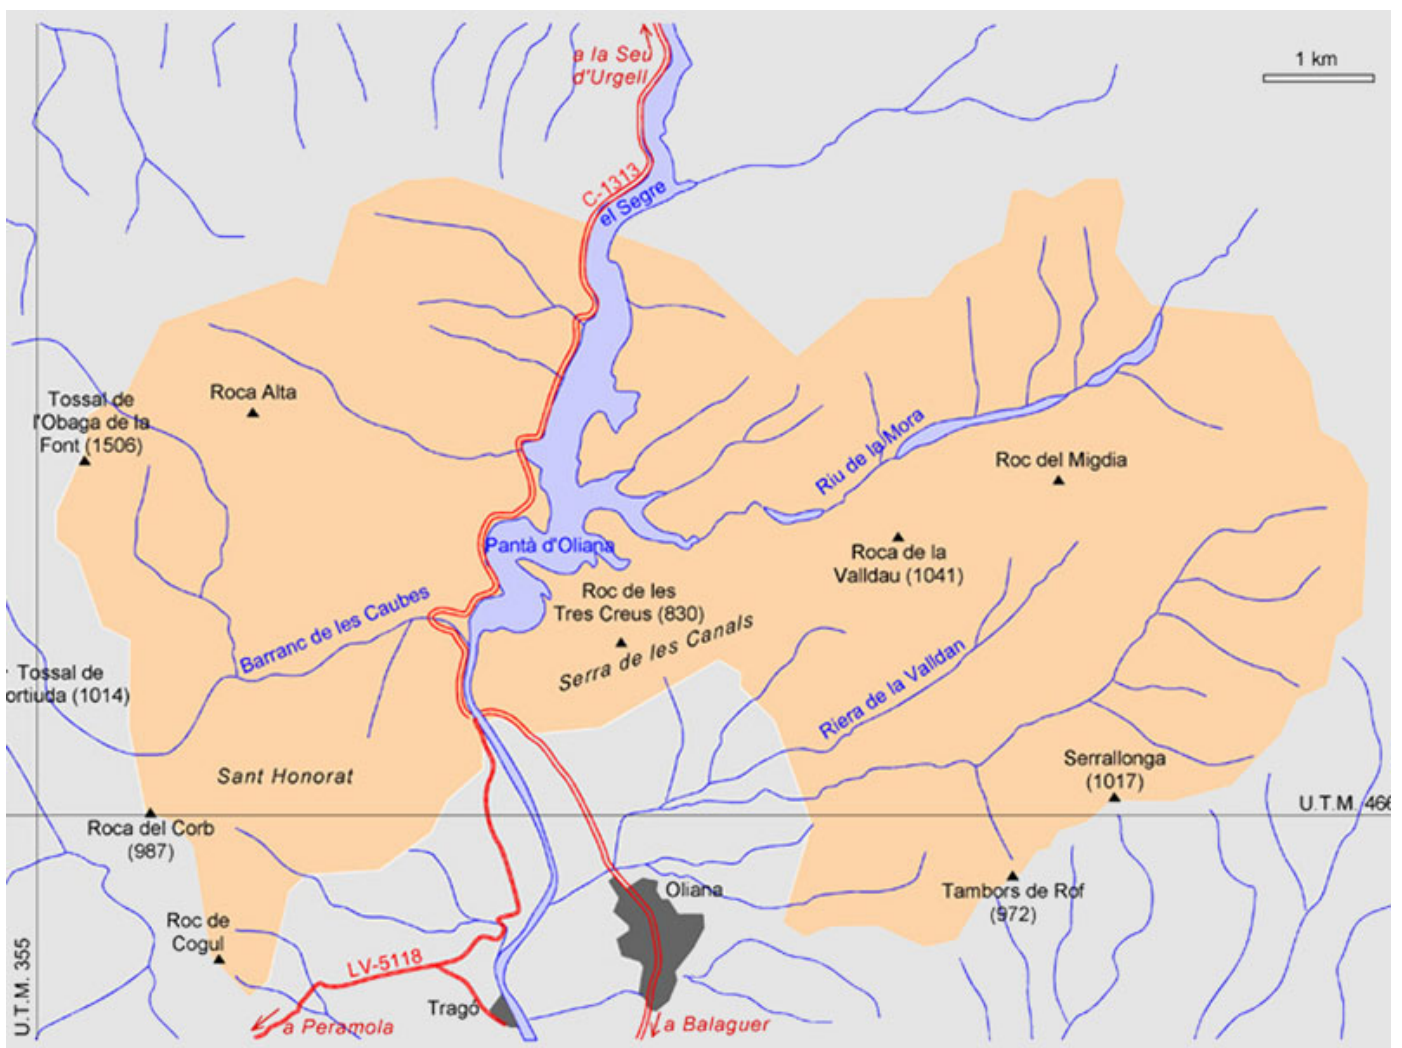 a la Seu
d'Urgell
1 km
C-1313
el Segre
Tossal de
l'Obaga de la
Font (1506)
Roca Alta
Riu de la Mora
Roc del Migdia
Pantà d'Oliana
Roca de la
Valldau (1041)
Roc de les
Tres Creus (830)
Serra de les Canals
Barranc de les Caubes
Tossal de
ortiuda (1014)
Riera de la Valldan
Sant Honorat
Serrallonga
(1017)
U.T.M. 466
Roca del Corb
(987)
Oliana
Tambors de Rof
(972)
Roc de
Cogul
LV-5118
Tragó
a Peramola
a Balaguer
U.T.M. 355